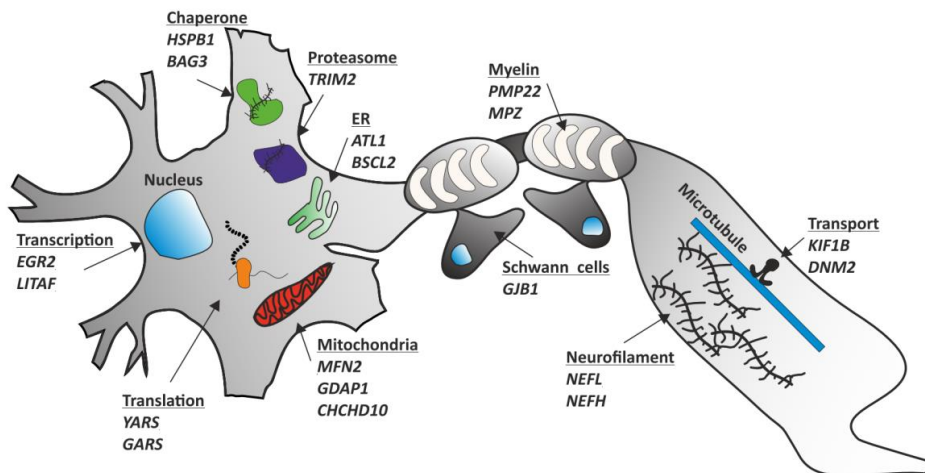 Chaperone
HSPB1
BAG3
Proteasome
TRIM2
ER
ATL1
BSCL2
Myelin
PMP22
MPZ
Nucleus
Transcription
EGR2
LITAF
Schwann cells
GJB1
Microtubule
Transport
KIF1B
DNM2
Mitochondria
MFN2
GDAP1
CHCHD10
Neurofilament
NEFL
NEFH
Translation
YARS
GARS